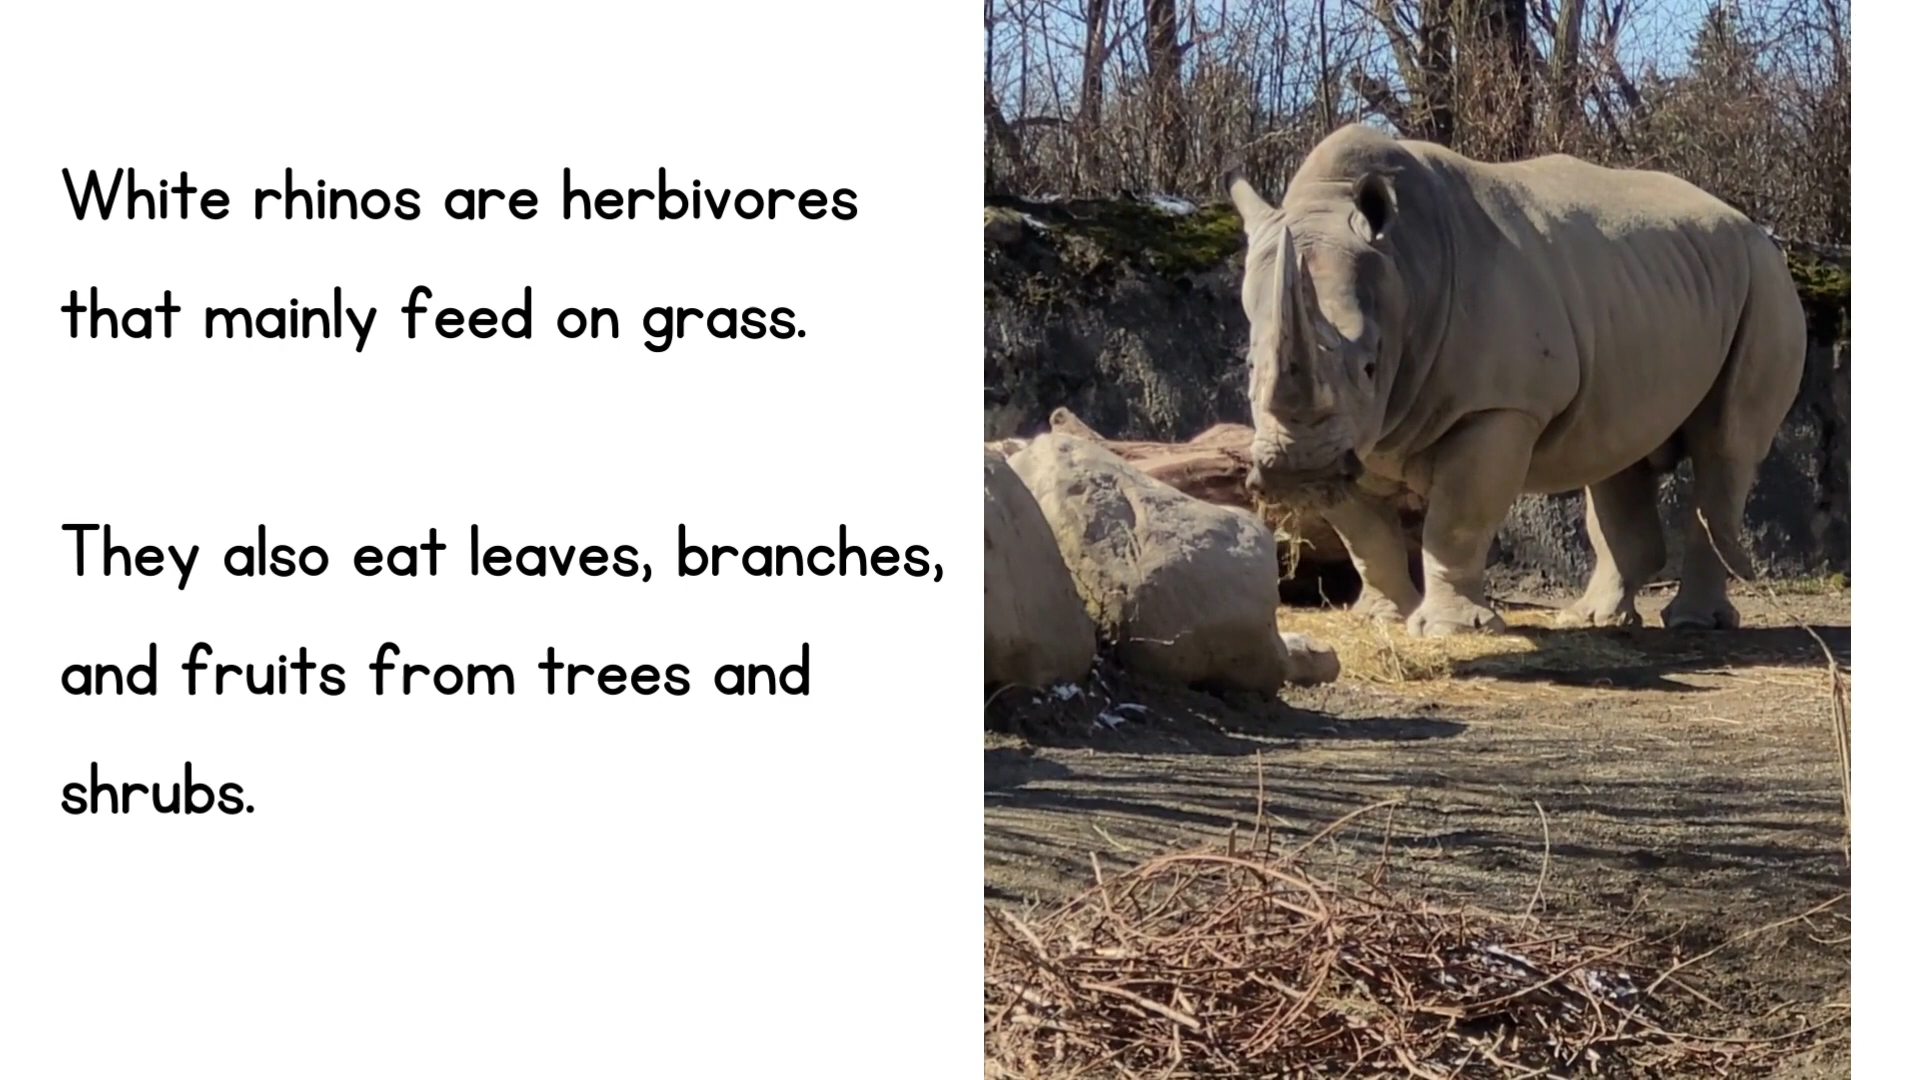 White rhinos are herbivores
that mainly feed on grass.
They also eat leaves, branches,
and fruits from trees and
shrubs.